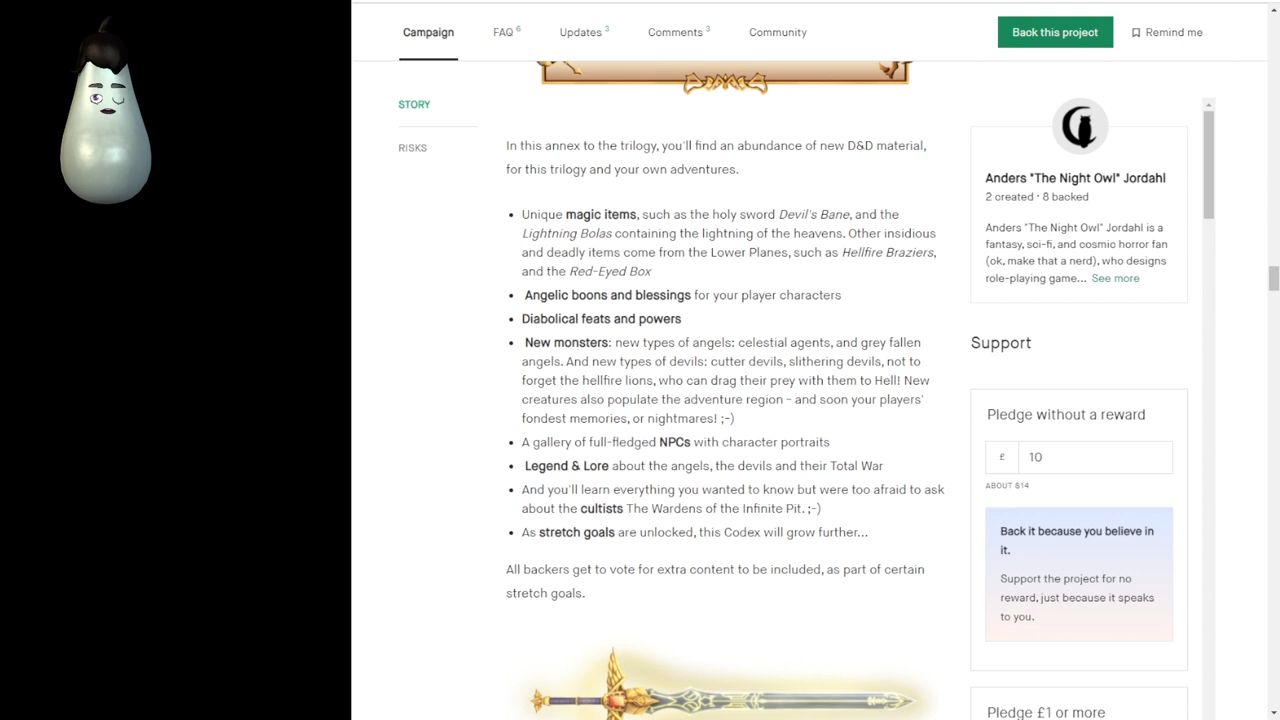 Campaign
FAQ 6
Updates 3
Comments 3
Community
Back this project
Remind me
STORY
RISKS
In this annex to the trilogy, you'll find an abundance of new D&D material,
for this trilogy and your own adventures.
• Unique magic items, such as the holy sword Devil's Bane, and the
Lightning Bolas containing the lightning of the heavens. Other insidious
and deadly items come from the Lower Planes, such as Hellfire Braziers,
and the Red-Eyed Box
• Angelic boons and blessings for your player characters
• Diabolical feats and powers
• New monsters: new types of angels: celestial agents, and grey fallen
angels. And new types of devils: cutter devils, slithering devils, not to
forget the hellfire lions, who can drag their prey with them to Hell! New
creatures also populate the adventure region - and soon your players'
fondest memories, or nightmares! ;-)
• A gallery of full-fledged NPCs with character portraits
• Legend & Lore about the angels, the devils and their Total War
• And you'll learn everything you wanted to know but were too afraid to ask
about the cultists The Wardens of the Infinite Pit. ;-)
• As stretch goals are unlocked, this Codex will grow further...
All backers get to vote for extra content to be included, as part of certain
stretch goals.
Anders "The Night Owl" Jordahl
2 created · 8 backed
Anders "The Night Owl" Jordahl is a
fantasy, sci-fi, and cosmic horror fan
(ok, make that a nerd), who designs
role-playing game... See more
Support
Pledge without a reward
£ 10
ABOUT $14
Back it because you believe in
it.
Support the project for no
reward, just because it speaks
to you.
Pledge £1 or more